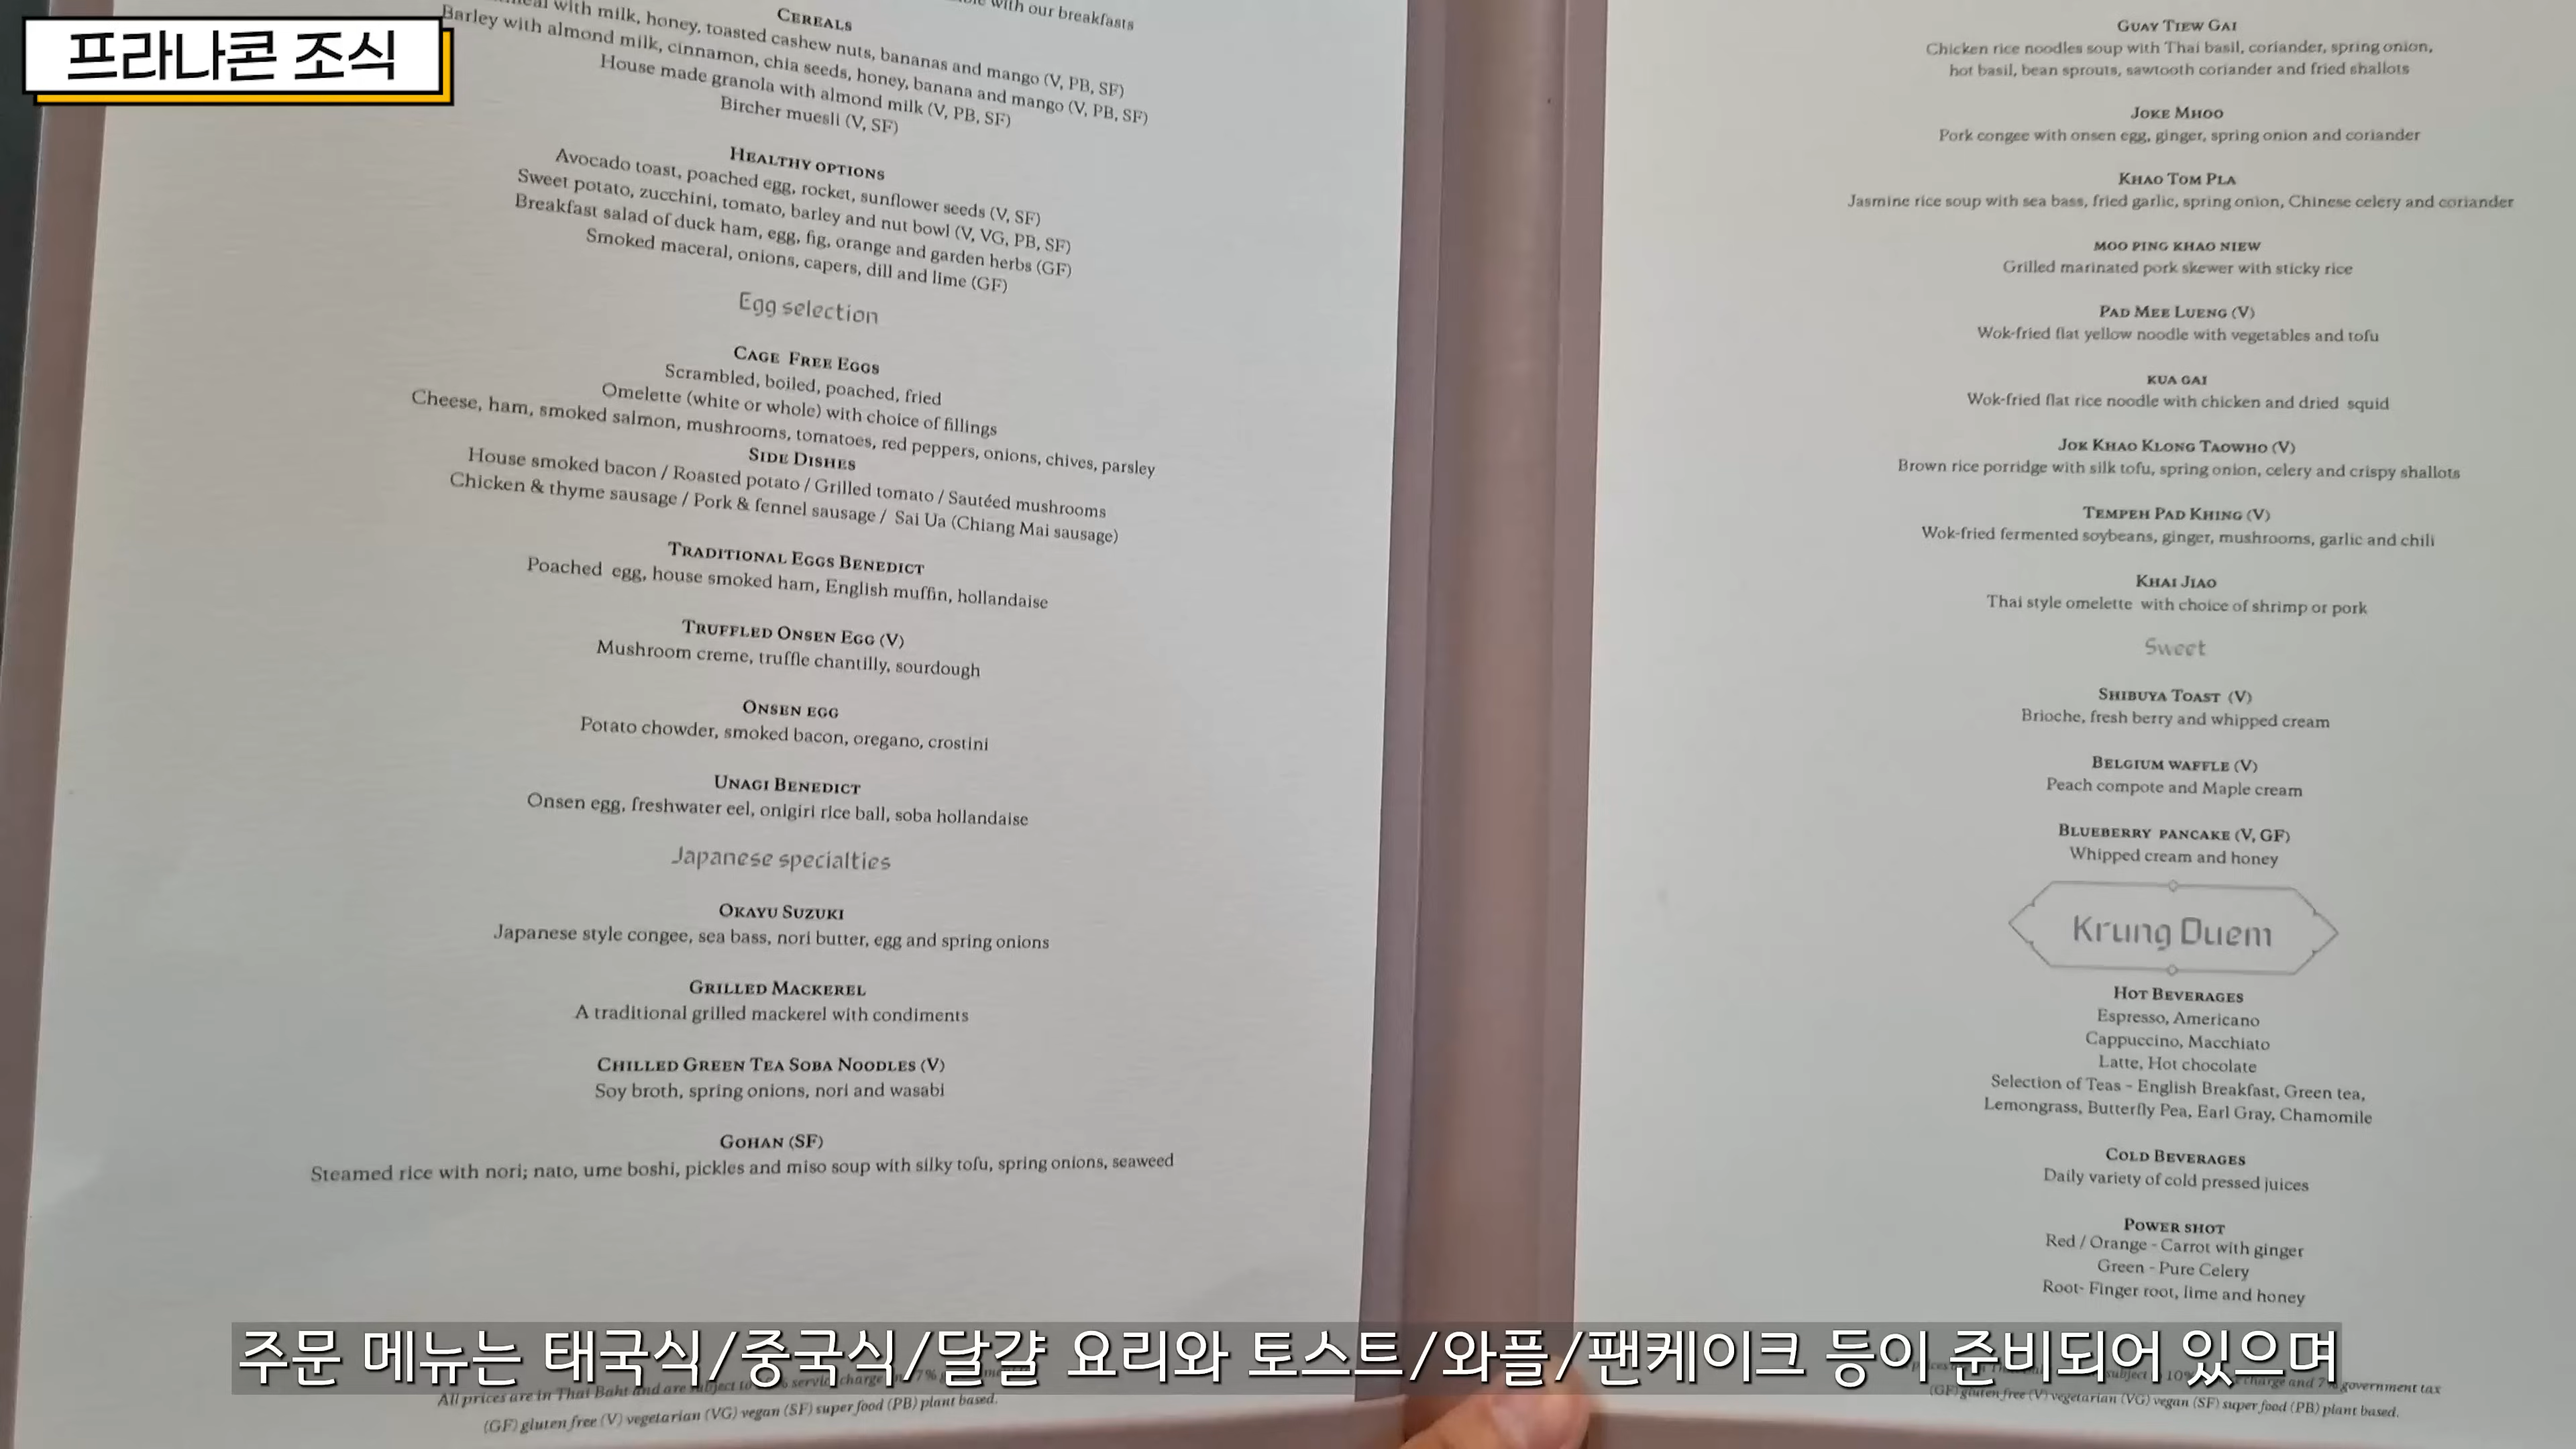 프라나콘 조식
with our breakfasts
CEREALS
with milk, honey, toasted cashew nuts, bananas and mango (V, PB, SF)
Barley with almond milk, cinnamon, chia seeds, honey, banana and mango (V, PB, SF)
House made granola with almond milk (V, PB, SF)
Bircher muesli (V, SF)
HEALTHY OPTIONS
Avocado toast, poached egg, rocket, sunflower seeds (V, SF)
Sweet potato, zucchini, tomato, barley and nut bowl (V, VG, PB, SF)
Breakfast salad of duck ham, egg, fig, orange and garden herbs (GF)
Smoked maceral, onions, capers, dill and lime (GF)
Egg selection
CAGE FREE EGGS
Scrambled, boiled, poached, fried
Omelette (white or whole) with choice of fillings
Cheese, ham, smoked salmon, mushrooms, tomatoes, red peppers, onions, chives, parsley
SIDE DISHES
House smoked bacon / Roasted potato / Grilled tomato / Sautéed mushrooms
Chicken & thyme sausage / Pork & fennel sausage / Sai Ua (Chiang Mai sausage)
TRADITIONAL EGGS BENEDICT
Poached egg, house smoked ham, English muffin, hollandaise
TRUFFLED ONSEN EGG (V)
Mushroom creme, truffle chantilly, sourdough
ONSEN EGG
Potato chowder, smoked bacon, oregano, crostini
UNAGI BENEDICT
Onsen egg, freshwater eel, onigiri rice ball, soba hollandaise
Japanese specialties
OKAYU SUZUKI
Japanese style congee, sea bass, nori butter, egg and spring onions
GRILLED MACKEREL
A traditional grilled mackerel with condiments
CHILLED GREEN TEA SOBA NOODLES (V)
Soy broth, spring onions, nori and wasabi
GOHAN (SF)
Steamed rice with nori; nato, ume boshi, pickles and miso soup with silky tofu, spring onions, seaweed
All prices are in Thai Baht and are subject to service charge 7%
(GF) gluten free (V) vegetarian (VG) vegan (SF) super food (PB) plant based.
GUAY TIEW GAI
Chicken rice noodles soup with Thai basil, coriander, spring onion,
hot basil, bean sprouts, sawtooth coriander and fried shallots
JOKE MHOO
Pork congee with onsen egg, ginger, spring onion and coriander
KHAO TOM PLA
Jasmine rice soup with sea bass, fried garlic, spring onion, Chinese celery and coriander
MOO PING KHAO NIEW
Grilled marinated pork skewer with sticky rice
PAD MEE LUENG (V)
Wok-fried flat yellow noodle with vegetables and tofu
KUA GAI
Wok-fried flat rice noodle with chicken and dried squid
JOK KHAO KLONG TAOWHO (V)
Brown rice porridge with silk tofu, spring onion, celery and crispy shallots
TEMPEH PAD KHING (V)
Wok-fried fermented soybeans, ginger, mushrooms, garlic and chili
KHAI JIAO
Thai style omelette with choice of shrimp or pork
Sweet
SHIBUYA TOAST (V)
Brioche, fresh berry and whipped cream
BELGIUM WAFFLE (V)
Peach compote and Maple cream
BLUEBERRY PANCAKE (V, GF)
Whipped cream and honey
Krung Duem
HOT BEVERAGES
Espresso, Americano
Cappuccino, Macchiato
Latte, Hot chocolate
Selection of Teas - English Breakfast, Green tea,
Lemongrass, Butterfly Pea, Earl Gray, Chamomile
COLD BEVERAGES
Daily variety of cold pressed juices
POWER SHOT
Red / Orange - Carrot with ginger
Green - Pure Celery
Root- Finger root, lime and honey
subject 10% charge and 7% government tax
(GF) gluten free (V) vegetarian (VG) vegan (SF) super food (PB) plant based.
주문 메뉴는 태국식/중국식/달걀 요리와 토스트/와플/팬케이크 등이 준비되어 있으며